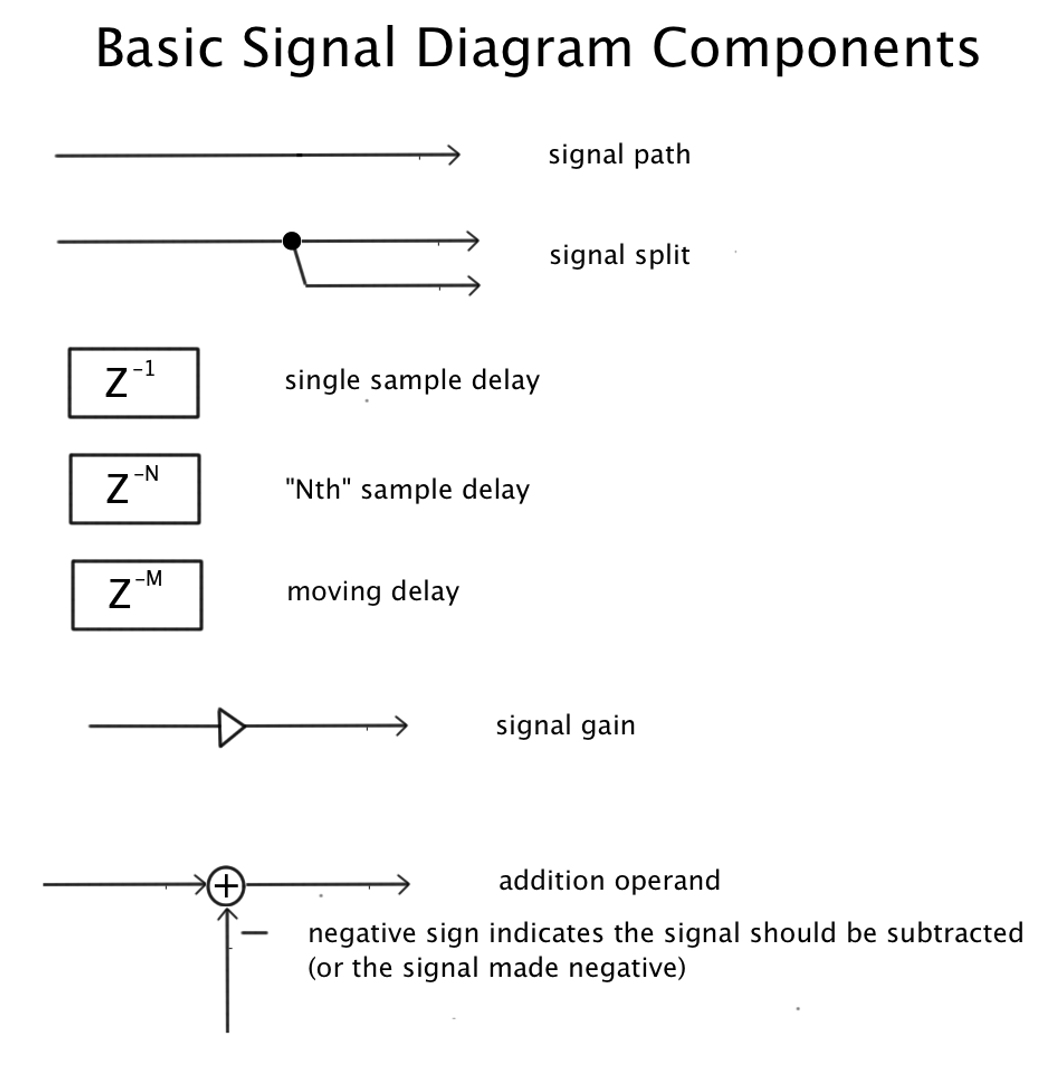 Basic Signal Diagram Components
signal path
signal split
Z⁻¹ single sample delay
Z⁻ᴺ "Nth" sample delay
Z⁻ᴹ moving delay
signal gain
+ addition operand
− negative sign indicates the signal should be subtracted
(or the signal made negative)